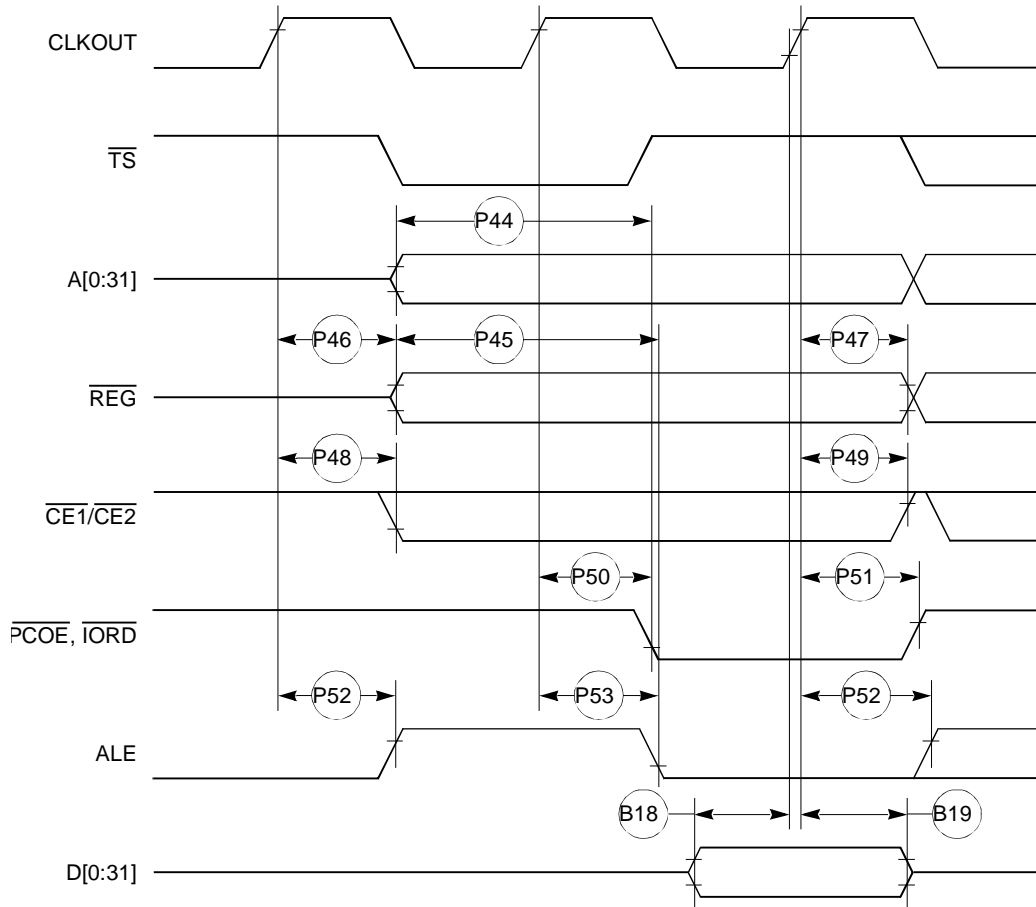 CLKOUT
TS
P44
A[0:31]
P46 P45 P47
REG
P48 P49
CE1/CE2
P50 P51
PCOE, IORD
P52 P53 P52
ALE
B18 B19
D[0:31]